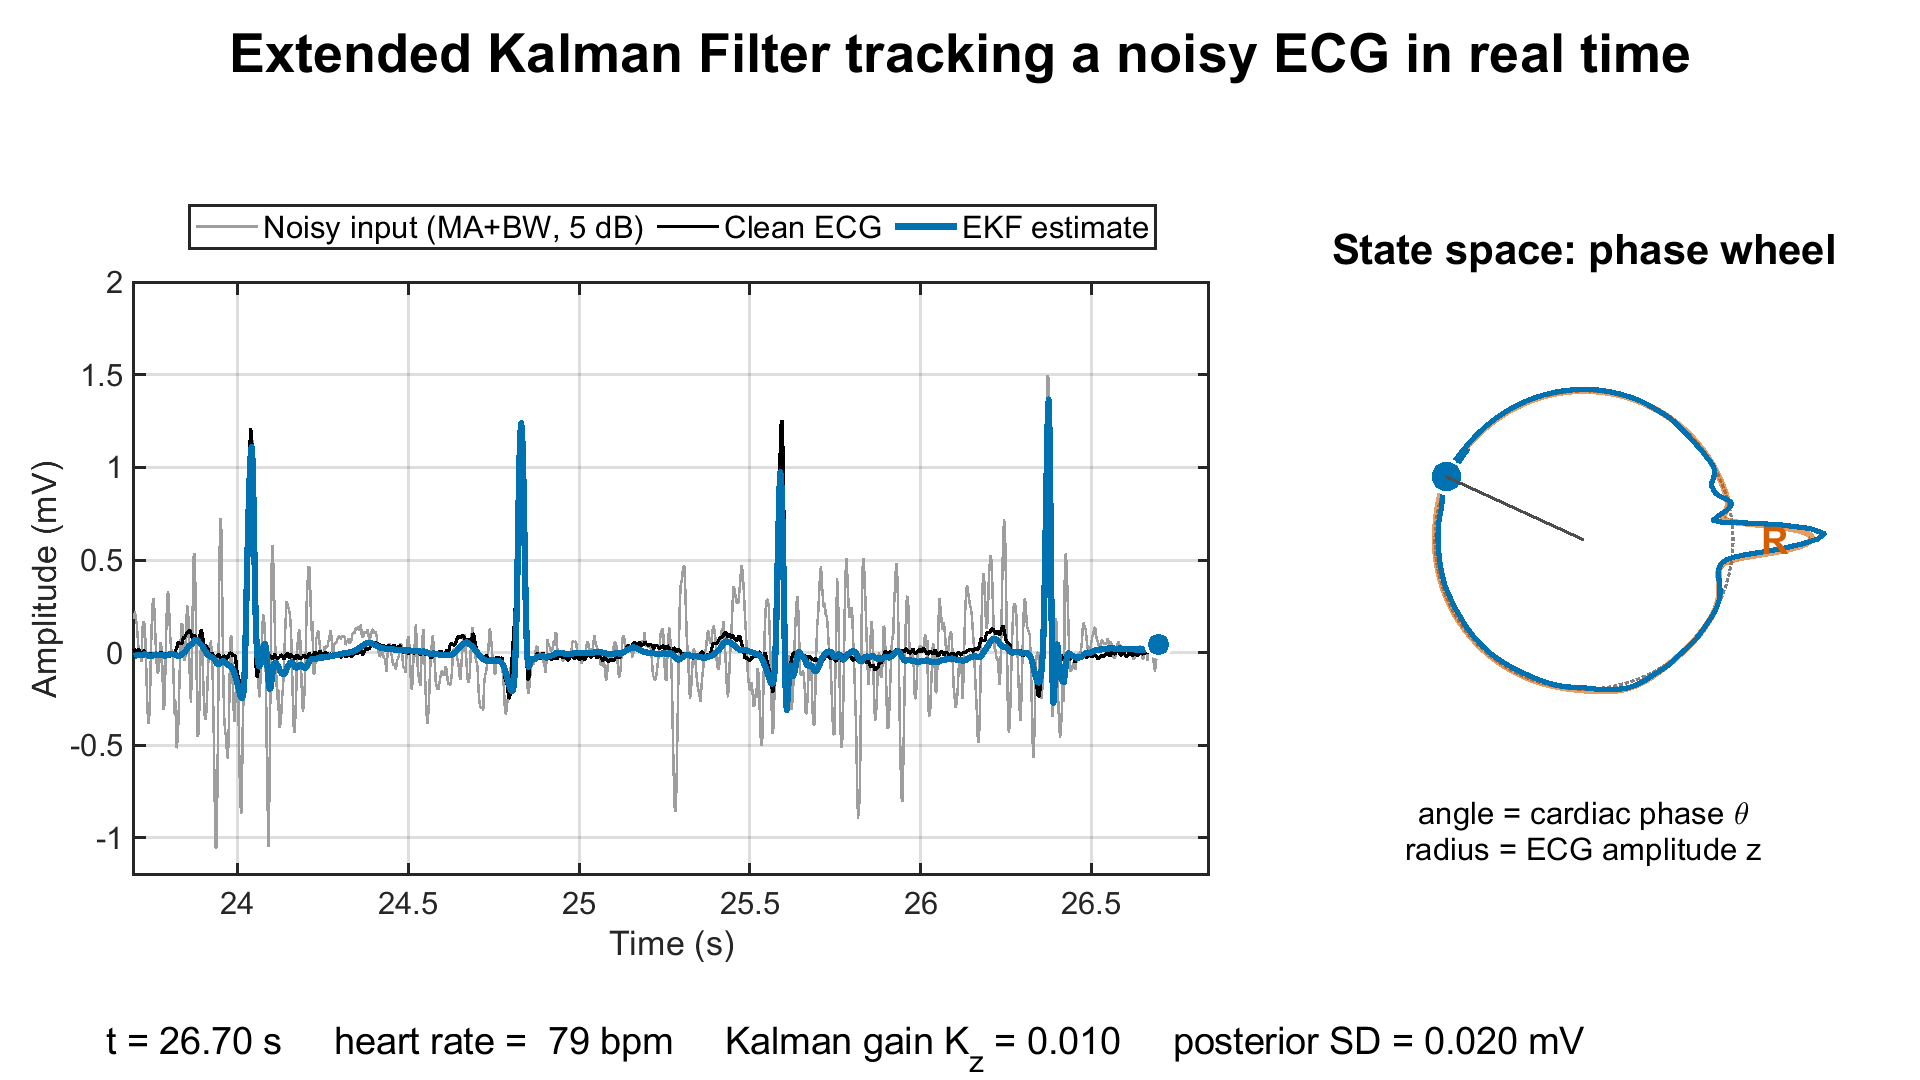 Extended Kalman Filter tracking a noisy ECG in real time
Noisy input (MA+BW, 5 dB) Clean ECG EKF estimate
State space: phase wheel
2
1.5
1
0.5
0
-0.5
-1
Amplitude (mV)
24 24.5 25 25.5 26 26.5
Time (s)
R
angle = cardiac phase θ
radius = ECG amplitude z
t = 26.70 s heart rate = 79 bpm Kalman gain K_z = 0.010 posterior SD = 0.020 mV